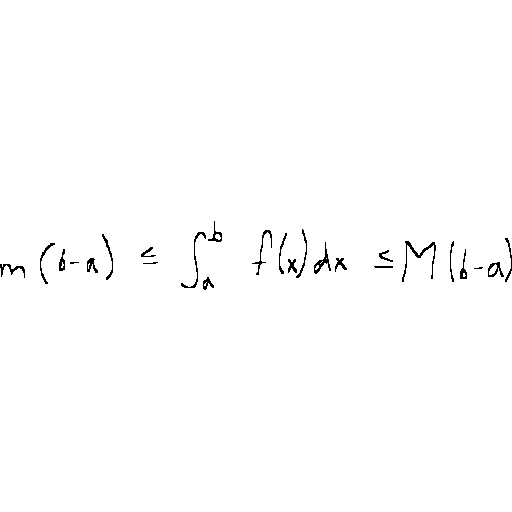 m(b-a) ≤ ∫_a^b f(x)dx ≤ M(b-a)